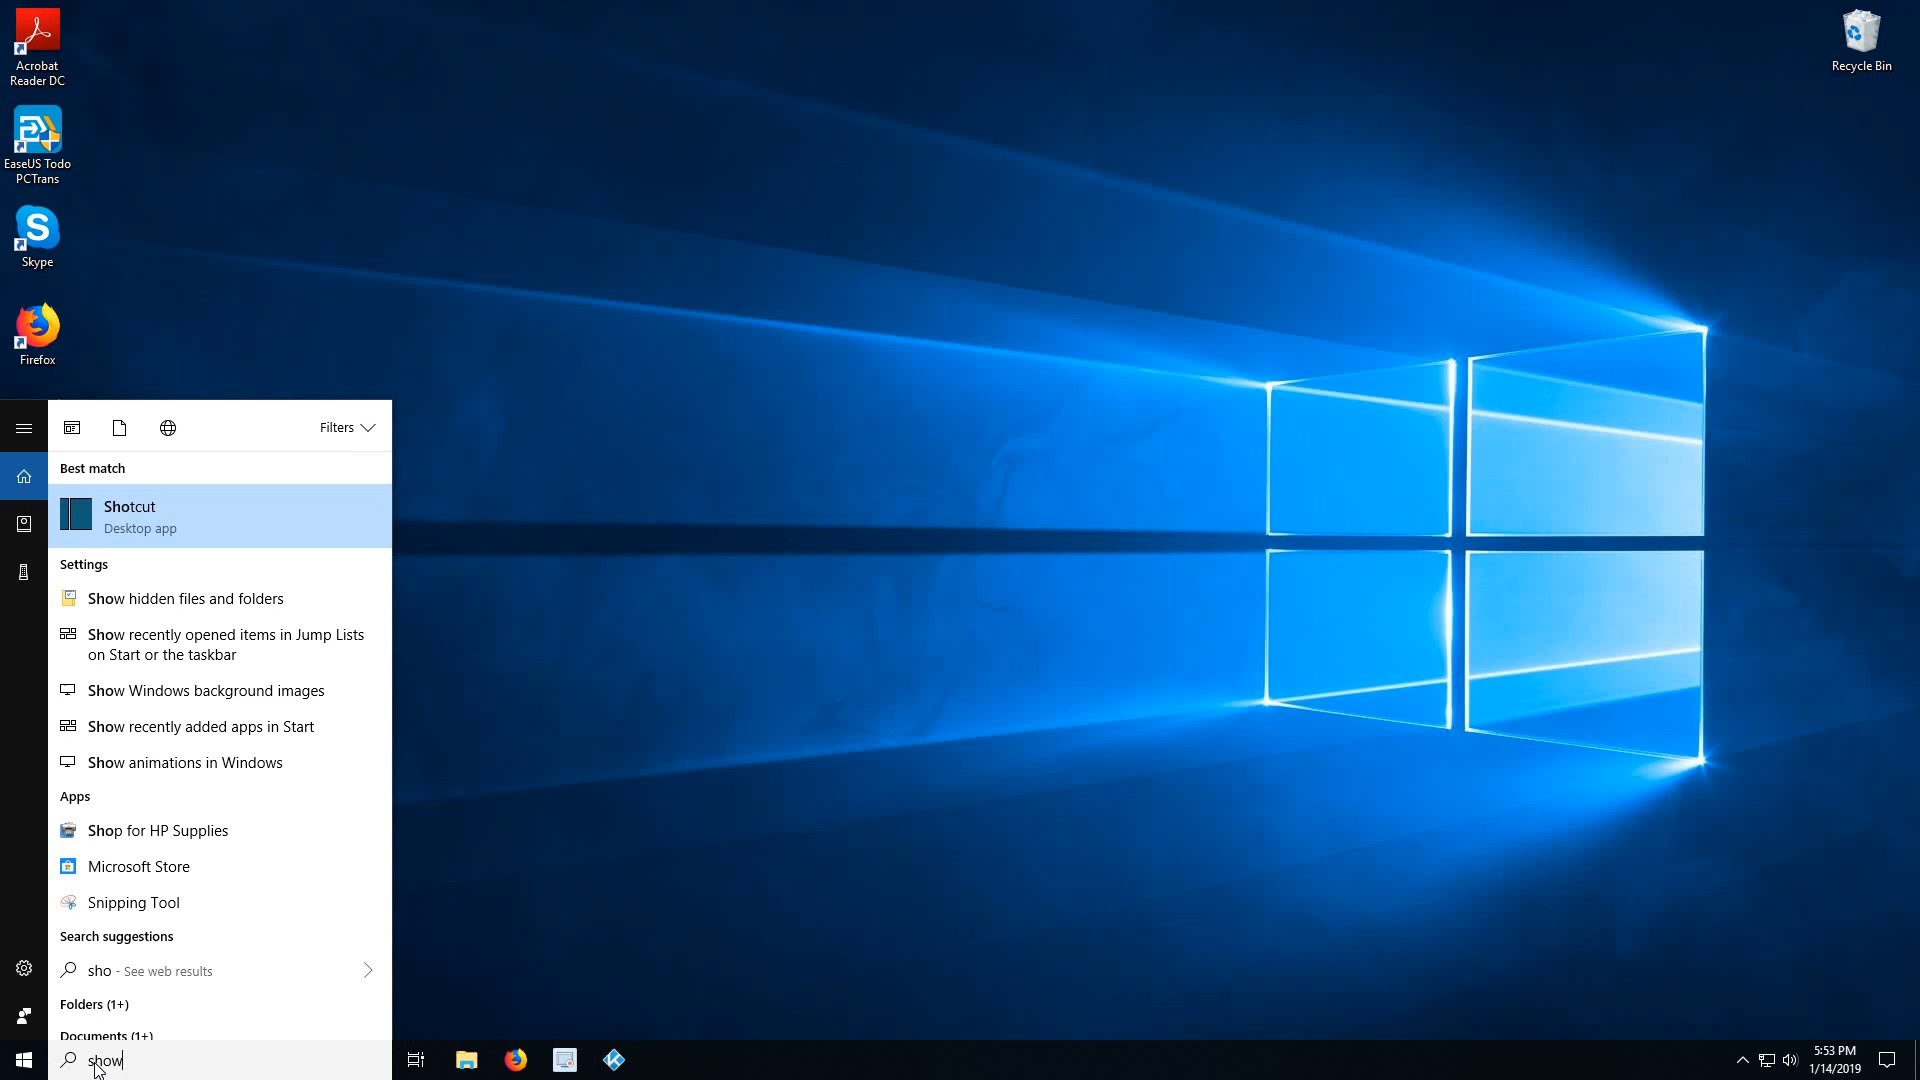 Acrobat
Reader DC
EaseUS Todo
PCTrans
Skype
Firefox
Recycle Bin
Filters
Best match
Shotcut
Desktop app
Settings
Show hidden files and folders
Show recently opened items in Jump Lists
on Start or the taskbar
Show Windows background images
Show recently added apps in Start
Show animations in Windows
Apps
Shop for HP Supplies
Microsoft Store
Snipping Tool
Search suggestions
sho - See web results
Folders (1+)
Documents (1+)
show
5:53 PM
1/14/2019